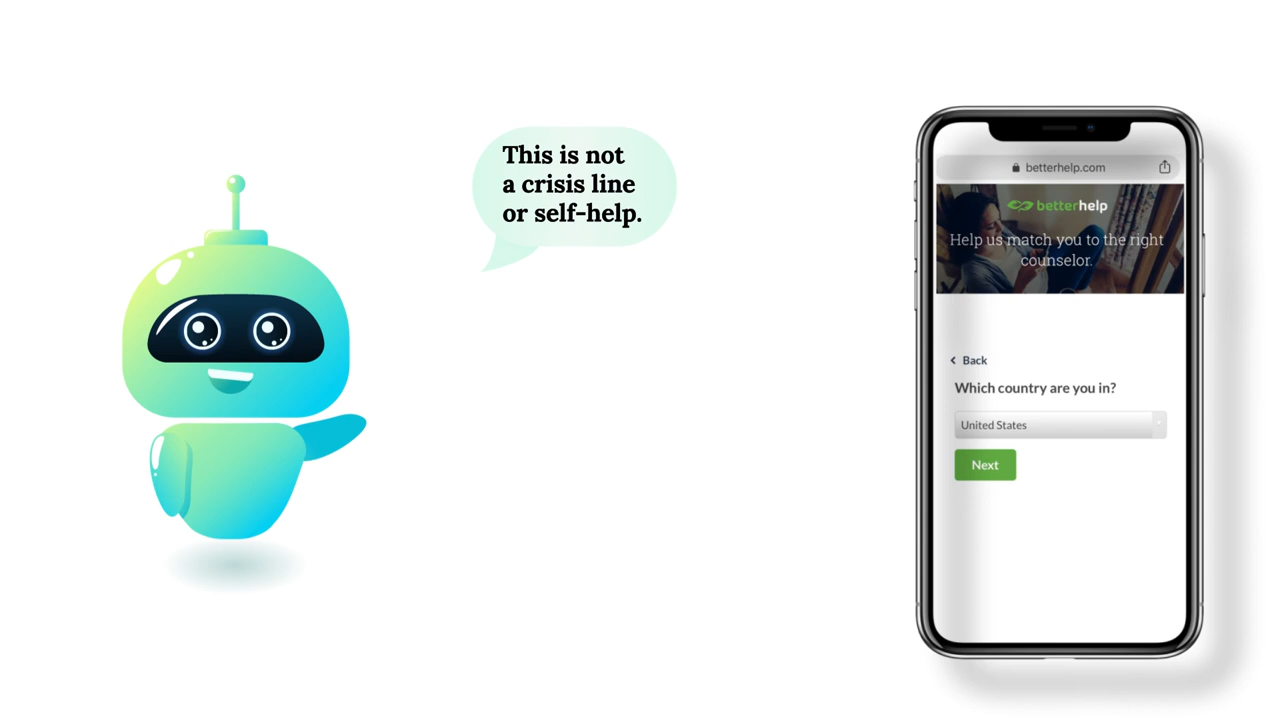 This is not
a crisis line
or self-help.
betterhelp.com
betterhelp
Help us match you to the right
counselor.
Back
Which country are you in?
United States
Next